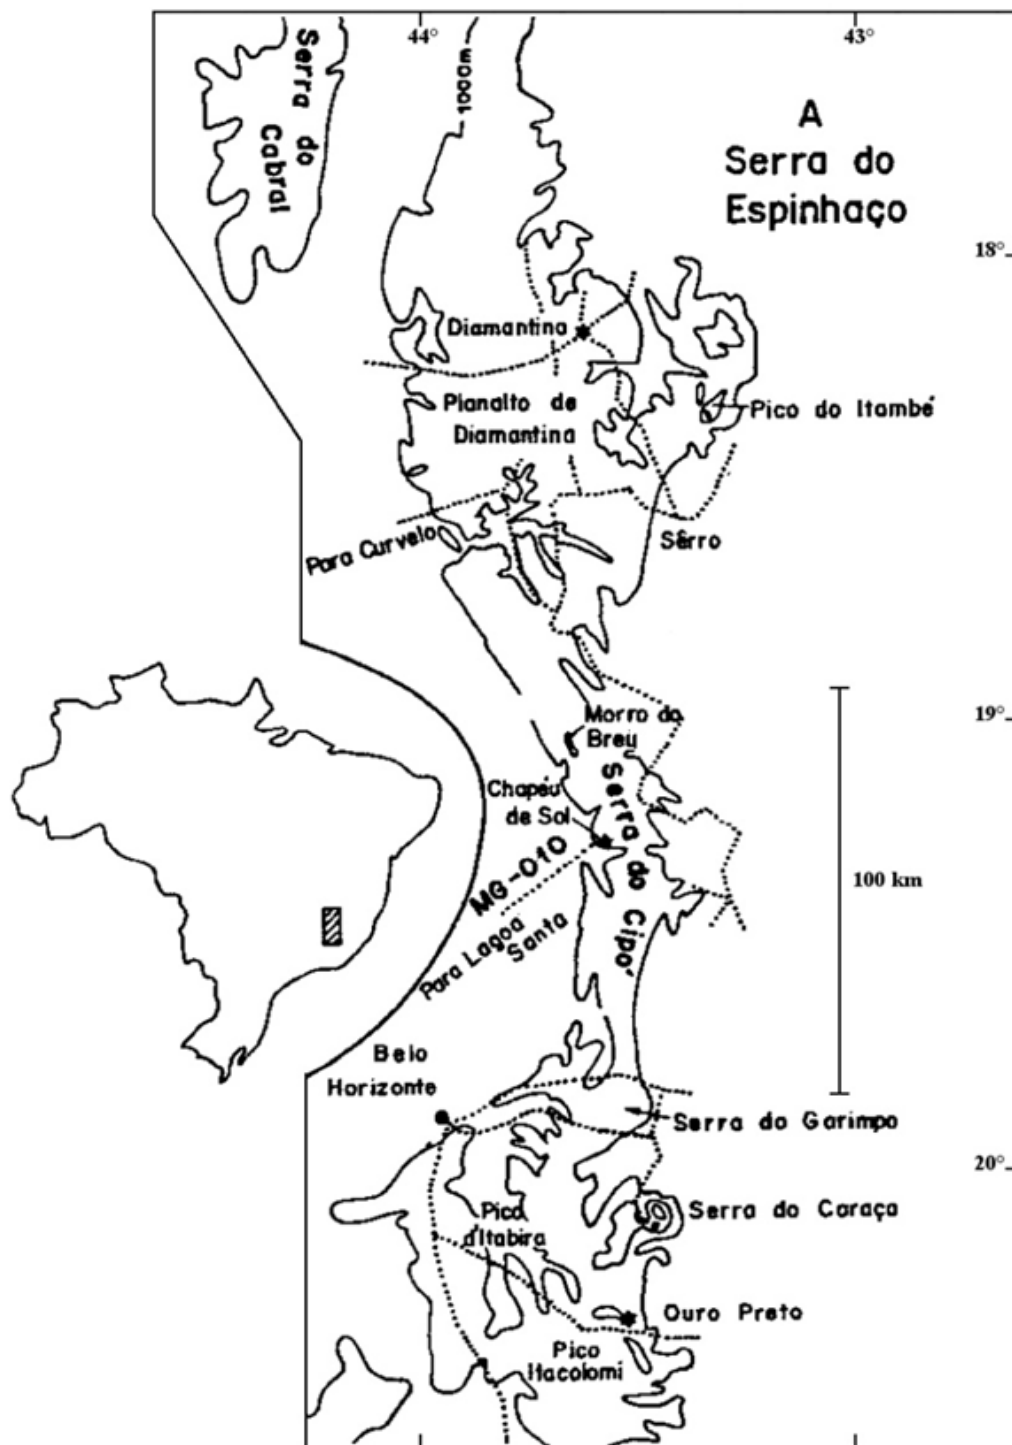 44°
43°
Serra do
Cabral
1000m
A
Serra do
Espinhaço
18°
Diamantina
Planalto de
Diamantina
Pico do Itambé
Para Curvelo
Sêrro
Morro do
Breu
19°
Chapéu
de Sol
Serra do Cipó
MG-010
100 km
Para Lagoa
Santa
Belo
Horizonte
Serra do Garimpo
20°
Pico
d'Itabira
Serra do Caraça
Ouro Preto
Pico
Itacolomi